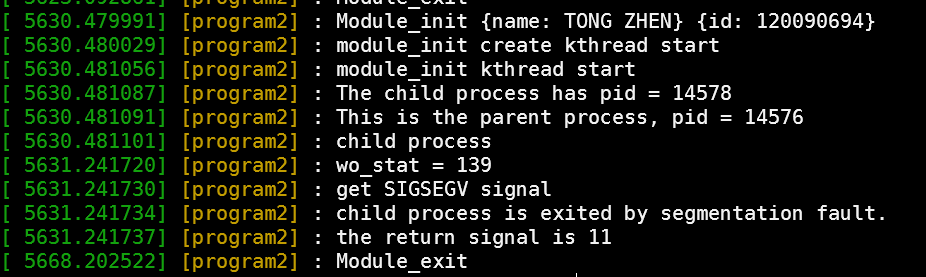 [ 5630.479991] [program2] : Module_init {name: TONG ZHEN} {id: 120090694}
[ 5630.480029] [program2] : module_init create kthread start
[ 5630.481056] [program2] : module_init kthread start
[ 5630.481087] [program2] : The child process has pid = 14578
[ 5630.481091] [program2] : This is the parent process, pid = 14576
[ 5630.481101] [program2] : child process
[ 5631.241720] [program2] : wo_stat = 139
[ 5631.241730] [program2] : get SIGSEGV signal
[ 5631.241734] [program2] : child process is exited by segmentation fault.
[ 5631.241737] [program2] : the return signal is 11
[ 5668.202522] [program2] : Module_exit